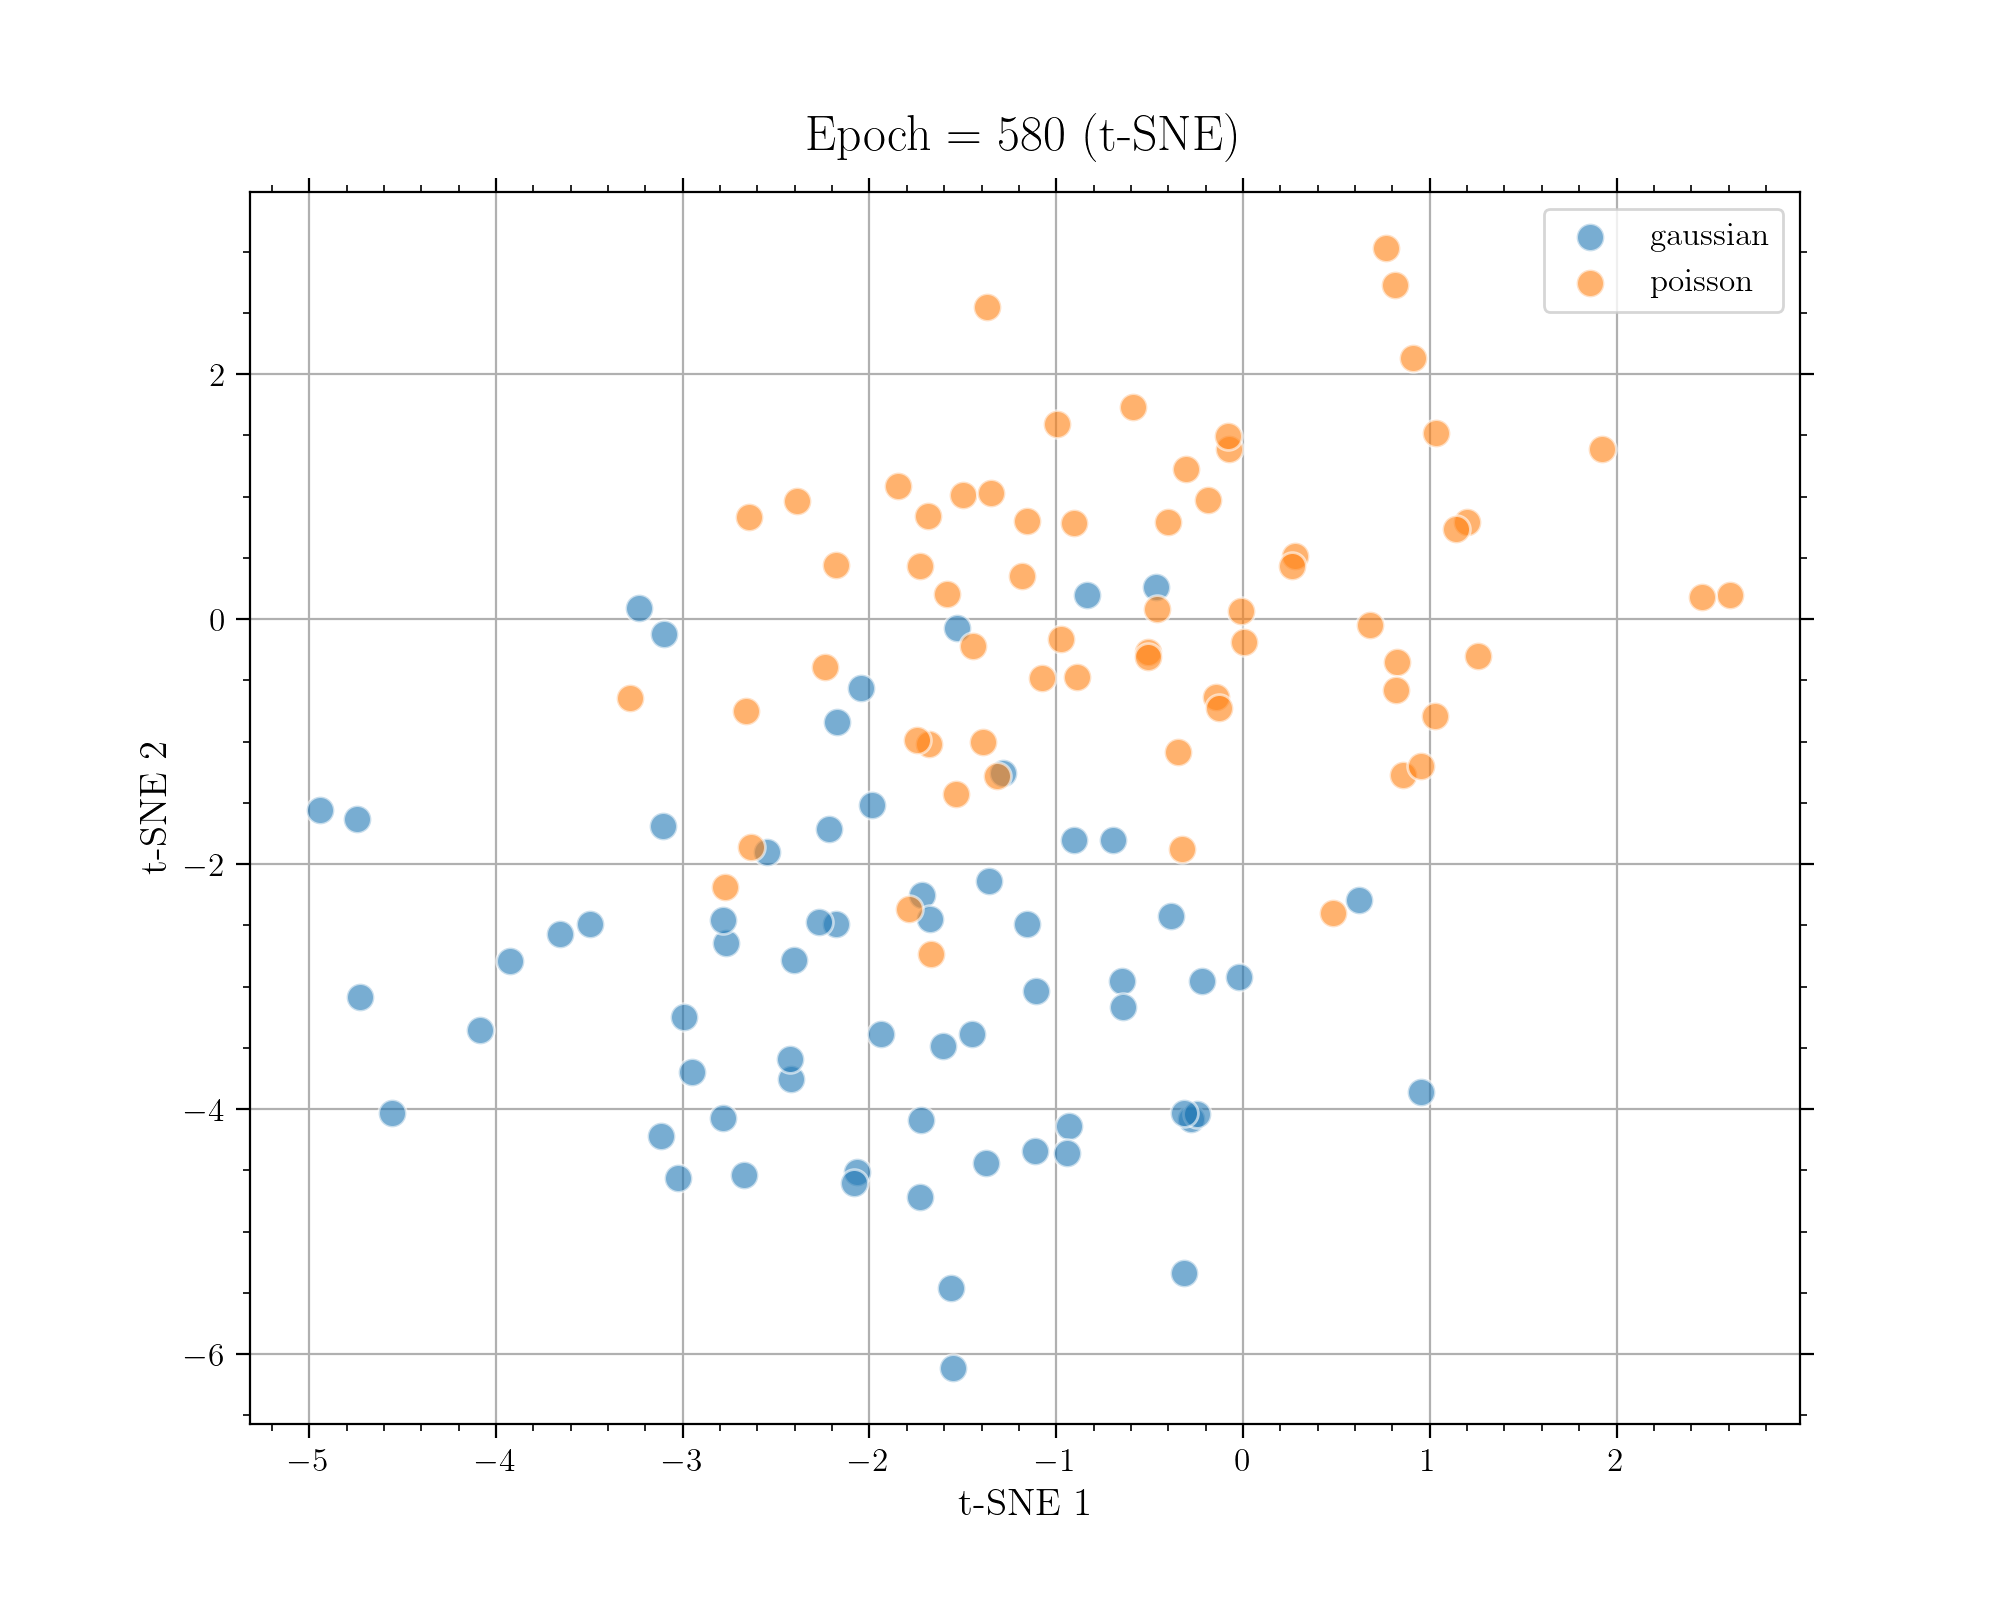 Epoch = 580 (t-SNE)
gaussian
poisson
2
0
−2
−4
−6
t-SNE 2
−5 −4 −3 −2 −1 0 1 2
t-SNE 1